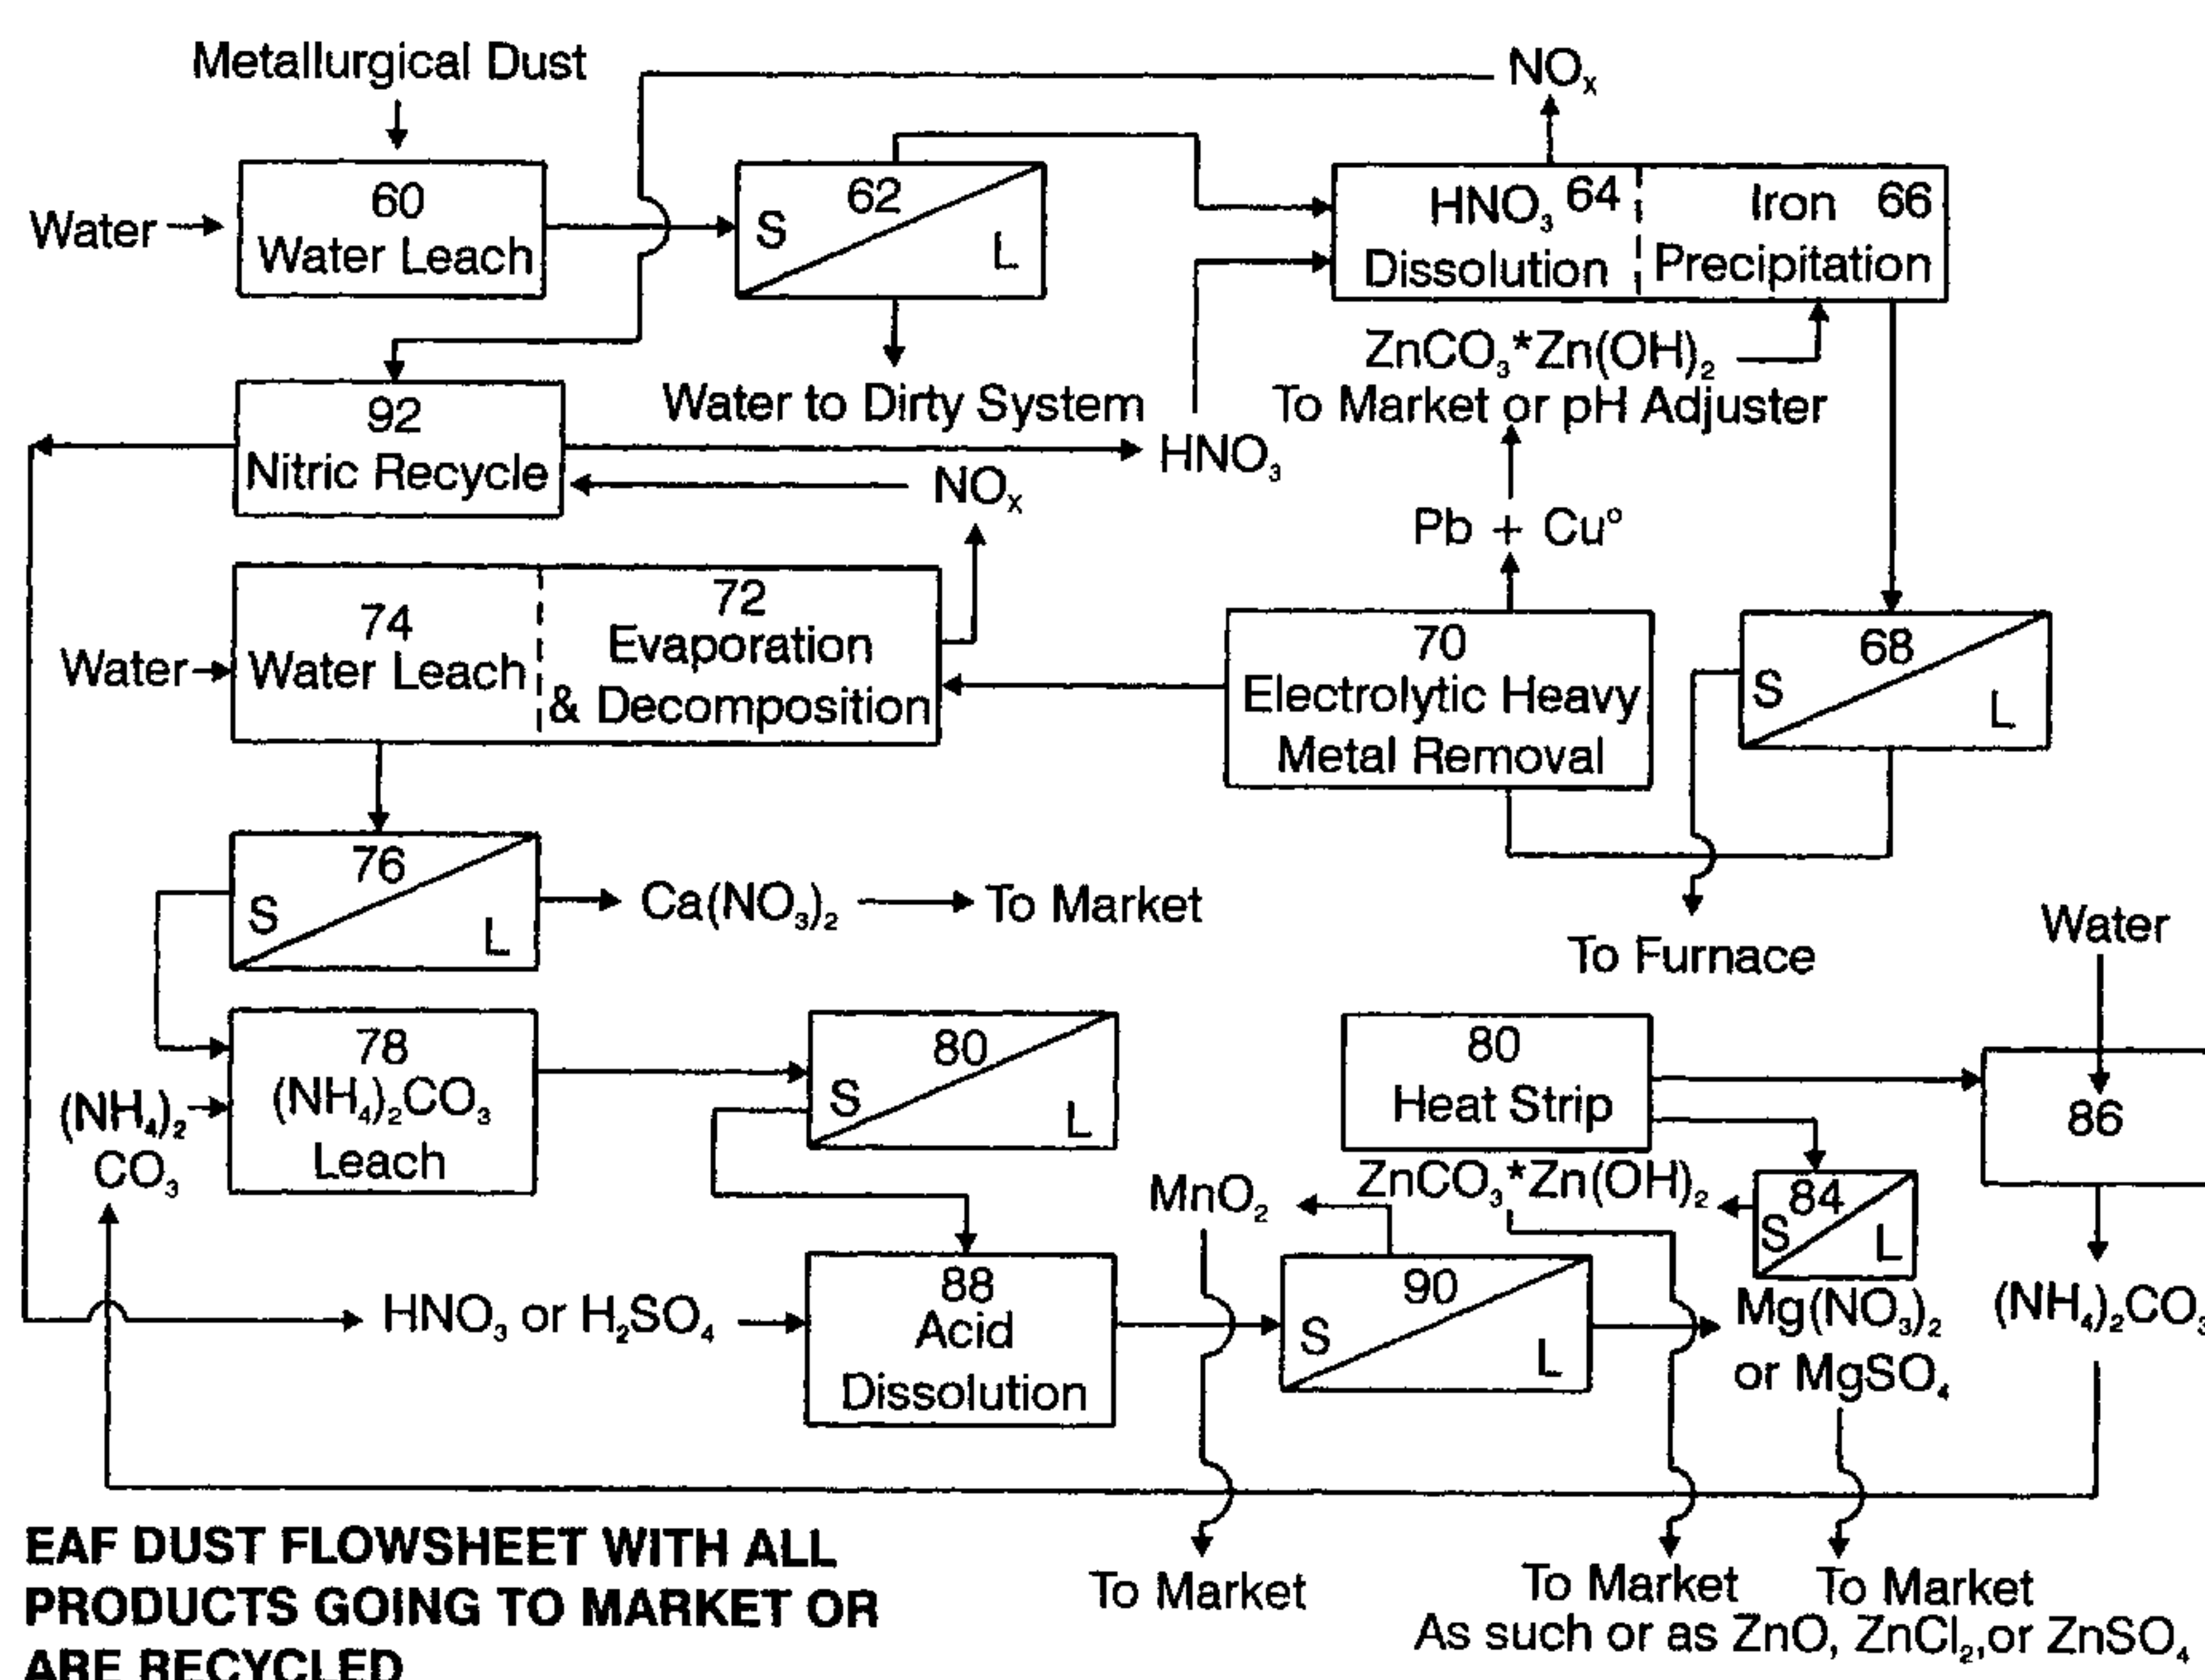 Metallurgical Dust
NOₓ
60
Water Leach
Water
62
S
L
HNO₃ 64
Dissolution
Iron 66
Precipitation
ZnCO₃*Zn(OH)₂
To Market or pH Adjuster
Water to Dirty System
92
Nitric Recycle
HNO₃
NOₓ
Pb + Cu°
74
Water Leach
72
Evaporation
& Decomposition
Water
70
Electrolytic Heavy
Metal Removal
68
S
L
76
S
L
Ca(NO₃)₂
To Market
To Furnace
Water
78
(NH₄)₂CO₃
Leach
(NH₄)₂
CO₃
80
S
L
80
Heat Strip
86
MnO₂
ZnCO₃*Zn(OH)₂
84
S
L
HNO₃ or H₂SO₄
88
Acid
Dissolution
90
S
L
Mg(NO₃)₂
or MgSO₄
(NH₄)₂CO₃
EAF DUST FLOWSHEET WITH ALL
PRODUCTS GOING TO MARKET OR
ARE RECYCLED
To Market
To Market
To Market
As such or as ZnO, ZnCl₂,or ZnSO₄